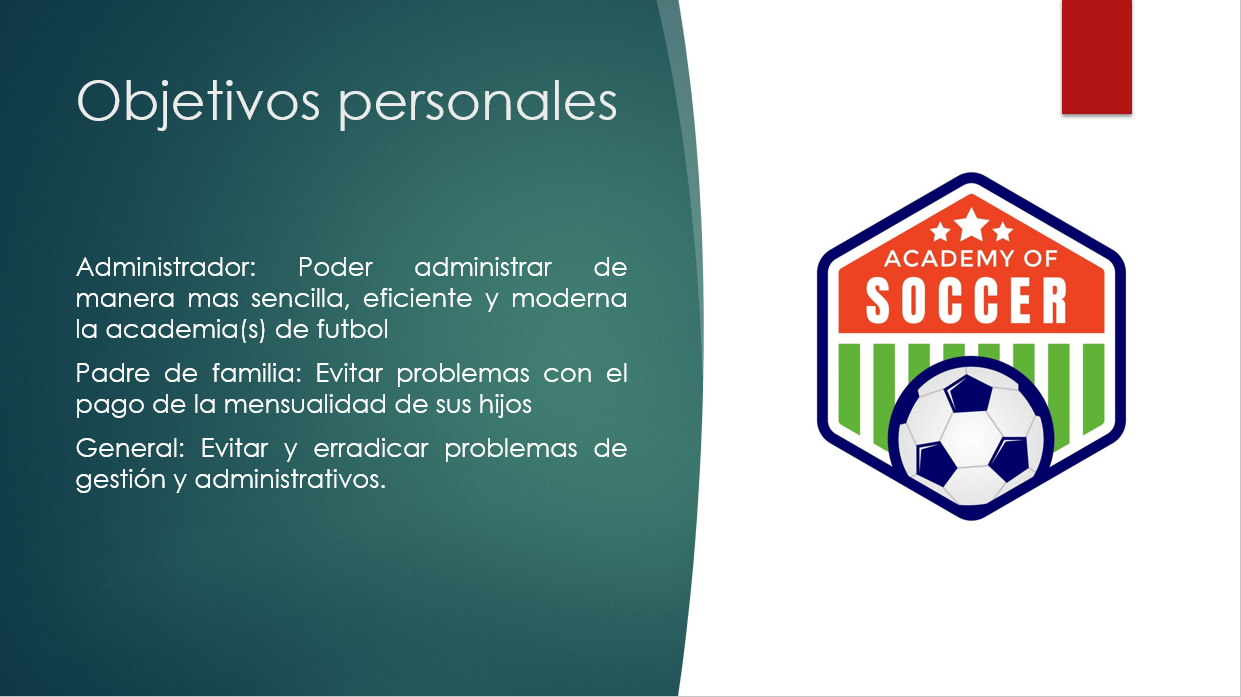 Objetivos personales
Administrador: Poder administrar de
manera mas sencilla, eficiente y moderna
la academia(s) de futbol
Padre de familia: Evitar problemas con el
pago de la mensualidad de sus hijos
General: Evitar y erradicar problemas de
gestión y administrativos.
ACADEMY OF
SOCCER